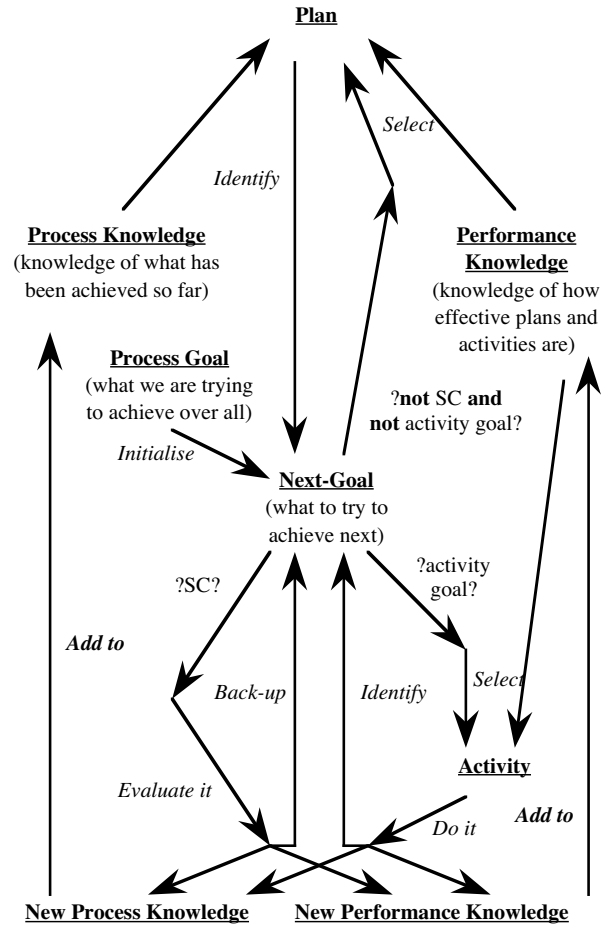 Plan
Select
Identify
Process Knowledge
(knowledge of what has
been achieved so far)
Performance
Knowledge
(knowledge of how
effective plans and
activities are)
Process Goal
(what we are trying
to achieve over all)
?not SC and
not activity goal?
Initialise
Next-Goal
(what to try to
achieve next)
?SC?
?activity
goal?
Add to
Back-up
Identify
Select
Activity
Evaluate it
Do it
Add to
New Process Knowledge
New Performance Knowledge